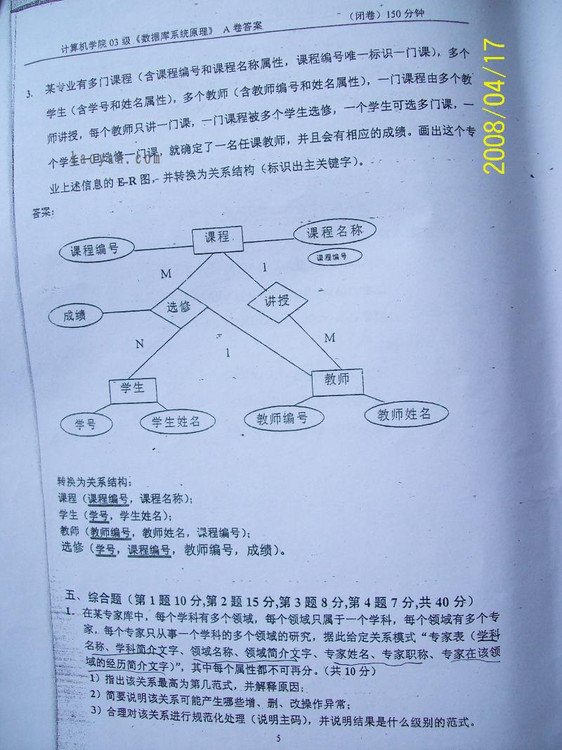 计算机学院 03 级《数据库系统原理》 A 卷答案 (闭卷) 150 分钟
2008/04/17
3. 某专业有多门课程（含课程编号和课程名称属性，课程编号唯一标识一门课），多个
学生（含学号和姓名属性），多个教师（含教师编号和姓名属性），一门课程由多个教
师讲授，每个教师只讲一门课，一门课程被多个学生选修，一个学生可选多门课，一
个学生一旦选修一门课，就确定了一名任课教师，并且会有相应的成绩。画出这个专
业上述信息的 E-R 图，并转换为关系结构（标识出主关键字）。
答案：
课程编号 课程 课程名称
课程编号
M 1
成绩 选修 讲授
N 1 M
学生 教师
学号 学生姓名 教师编号 教师姓名
转换为关系结构：
课程（课程编号，课程名称）；
学生（学号，学生姓名）；
教师（教师编号，教师姓名，课程编号）；
选修（学号，课程编号，教师编号，成绩）。
五、综合题（第 1 题 10 分,第 2 题 15 分,第 3 题 8 分,第 4 题 7 分,共 40 分）
1. 在某专家库中，每个学科有多个领域，每个领域只属于一个学科，每个领域有多个专
家，每个专家只从事一个学科的多个领域的研究，据此给定关系模式“专家表（学科
名称、学科简介文字、领域名称、领域简介文字、专家姓名、专家职称、专家在该领
域的经历简介文字）”，其中每个属性都不可再分。（共 10 分）
1）指出该关系最高为第几范式，并解释原因；
2）简要说明该关系可能产生哪些增、删、改操作异常；
3）合理对该关系进行规范化处理（说明主码），并说明结果是什么级别的范式。
5